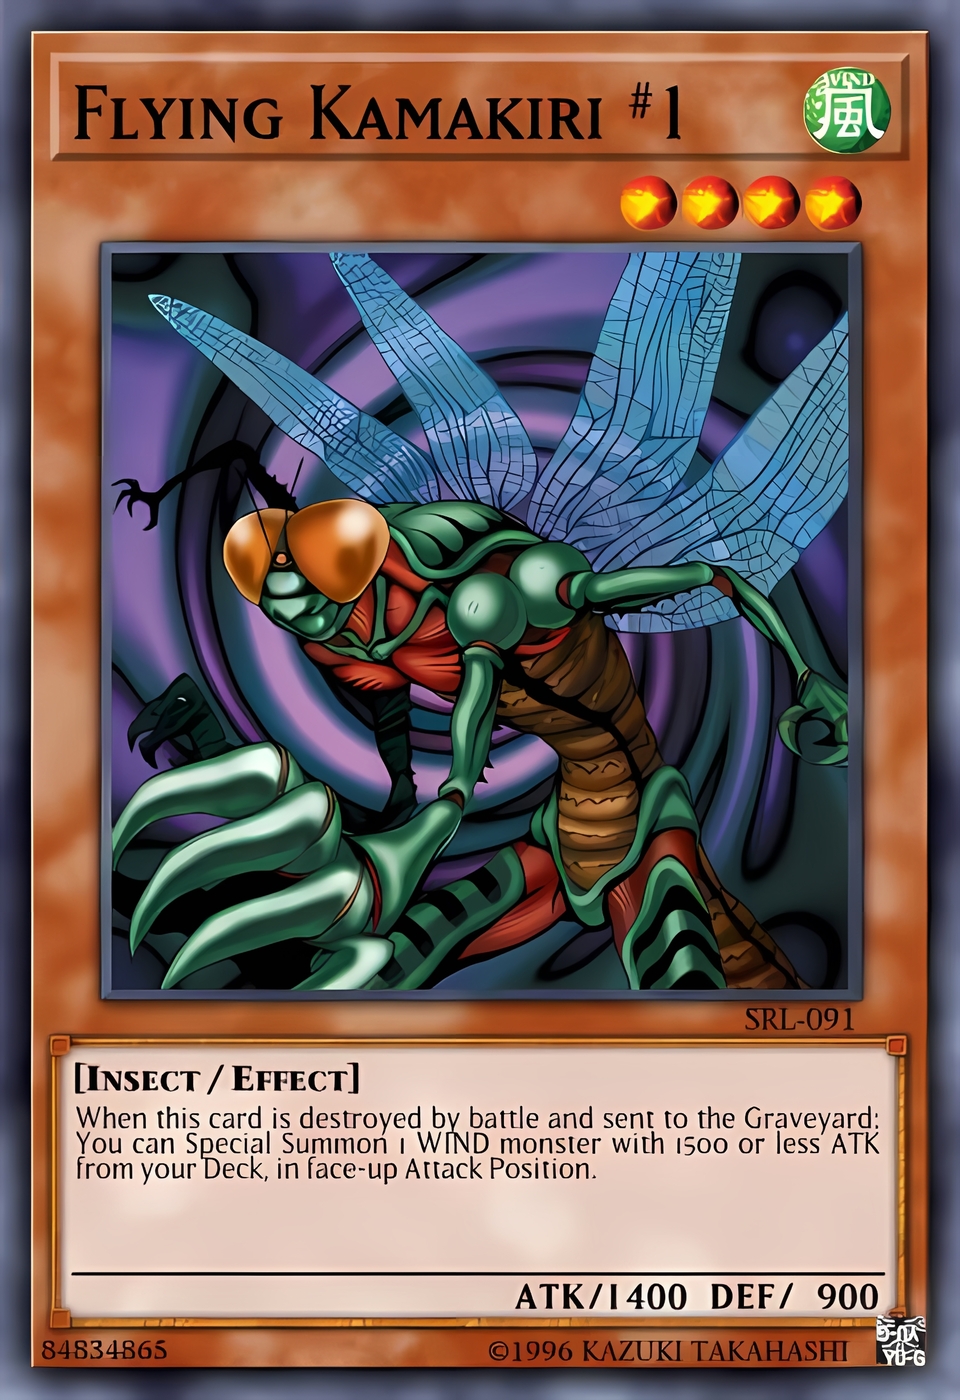 Flying Kamakiri #1
WIND
風
SRL-091
[Insect / Effect]
When this card is destroyed by battle and sent to the Graveyard:
You can Special Summon 1 WIND monster with 1500 or less ATK
from your Deck, in face-up Attack Position.
ATK/1400 DEF/ 900
84834865
©1996 KAZUKI TAKAHASHI